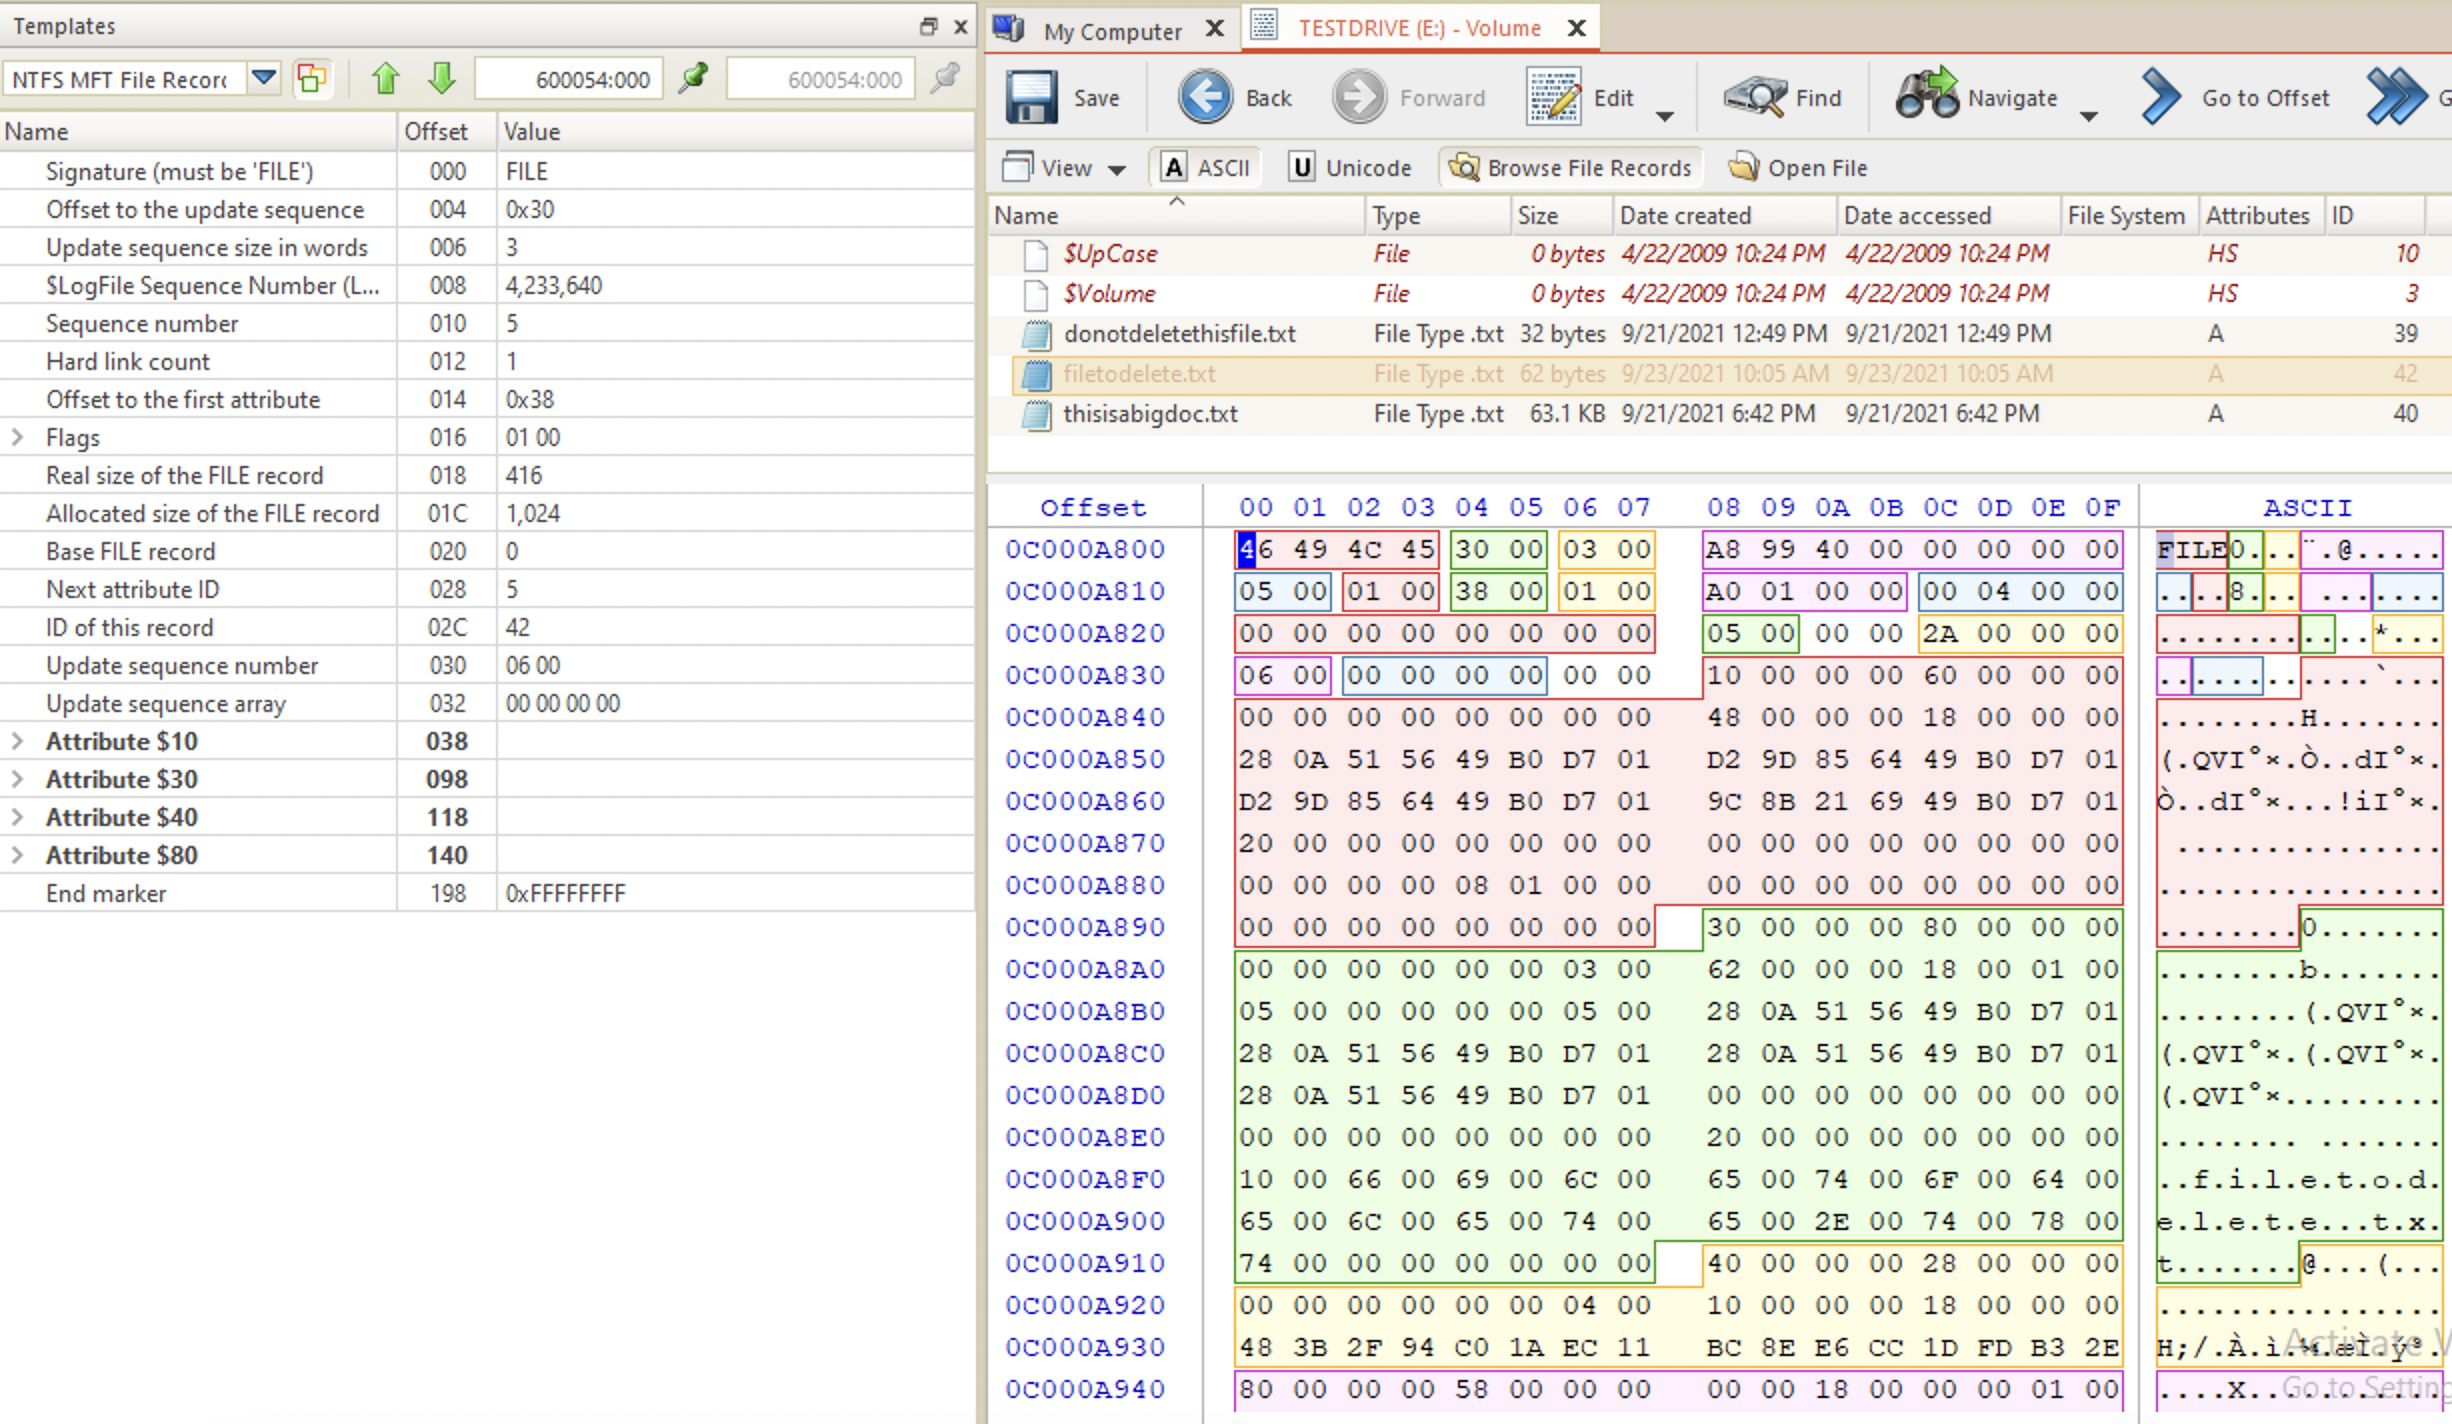 Templates
NTFS MFT File Recor 600054:000 600054:000
Name Offset Value
Signature (must be 'FILE') 000 FILE
Offset to the update sequence 004 0x30
Update sequence size in words 006 3
$LogFile Sequence Number (L... 008 4,233,640
Sequence number 010 5
Hard link count 012 1
Offset to the first attribute 014 0x38
Flags 016 01 00
Real size of the FILE record 018 416
Allocated size of the FILE record 01C 1,024
Base FILE record 020 0
Next attribute ID 028 5
ID of this record 02C 42
Update sequence number 030 06 00
Update sequence array 032 00 00 00 00
Attribute $10 038
Attribute $30 098
Attribute $40 118
Attribute $80 140
End marker 198 0xFFFFFFFF
My Computer X TESTDRIVE (E:) - Volume X
Save Back Forward Edit Find Navigate Go to Offset G
View A ASCII U Unicode Browse File Records Open File
Name Type Size Date created Date accessed File System Attributes ID
$UpCase File 0 bytes 4/22/2009 10:24 PM 4/22/2009 10:24 PM HS 10
$Volume File 0 bytes 4/22/2009 10:24 PM 4/22/2009 10:24 PM HS 3
donotdeletethisfile.txt File Type .txt 32 bytes 9/21/2021 12:49 PM 9/21/2021 12:49 PM A 39
filetodelete.txt File Type .txt 62 bytes 9/23/2021 10:05 AM 9/23/2021 10:05 AM A 42
thisisabigdoc.txt File Type .txt 63.1 KB 9/21/2021 6:42 PM 9/21/2021 6:42 PM A 40
Offset 00 01 02 03 04 05 06 07 08 09 0A 0B 0C 0D 0E 0F ASCII
0C000A800 46 49 4C 45 30 00 03 00 A8 99 40 00 00 00 00 00 FILE0...¨.@.....
0C000A810 05 00 01 00 38 00 01 00 A0 01 00 00 00 04 00 00 ....8... .......
0C000A820 00 00 00 00 00 00 00 00 05 00 00 00 2A 00 00 00 ............*...
0C000A830 06 00 00 00 00 00 00 00 10 00 00 00 60 00 00 00 ............`...
0C000A840 00 00 00 00 00 00 00 00 48 00 00 00 18 00 00 00 ........H.......
0C000A850 28 0A 51 56 49 B0 D7 01 D2 9D 85 64 49 B0 D7 01 (.QVI°×.Ò..dI°×.
0C000A860 D2 9D 85 64 49 B0 D7 01 9C 8B 21 69 49 B0 D7 01 Ò..dI°×...!iI°×.
0C000A870 20 00 00 00 00 00 00 00 00 00 00 00 00 00 00 00 ...............
0C000A880 00 00 00 00 08 01 00 00 00 00 00 00 00 00 00 00 ................
0C000A890 00 00 00 00 00 00 00 00 30 00 00 00 80 00 00 00 ........0.......
0C000A8A0 00 00 00 00 00 00 03 00 62 00 00 00 18 00 01 00 ........b.......
0C000A8B0 05 00 00 00 00 00 05 00 28 0A 51 56 49 B0 D7 01 ........(.QVI°×.
0C000A8C0 28 0A 51 56 49 B0 D7 01 28 0A 51 56 49 B0 D7 01 (.QVI°×.(.QVI°×.
0C000A8D0 28 0A 51 56 49 B0 D7 01 00 00 00 00 00 00 00 00 (.QVI°×.........
0C000A8E0 00 00 00 00 00 00 00 00 20 00 00 00 00 00 00 00 ........ .......
0C000A8F0 10 00 66 00 69 00 6C 00 65 00 74 00 6F 00 64 00 ..f.i.l.e.t.o.d.
0C000A900 65 00 6C 00 65 00 74 00 65 00 2E 00 74 00 78 00 e.l.e.t.e...t.x.
0C000A910 74 00 00 00 00 00 00 00 40 00 00 00 28 00 00 00 t.......@...(...
0C000A920 00 00 00 00 00 00 04 00 10 00 00 00 18 00 00 00 ................
0C000A930 48 3B 2F 94 C0 1A EC 11 BC 8E E6 CC 1D FD B3 2E H;/.À.ì.¼.æÌ.ý³.
0C000A940 80 00 00 00 58 00 00 00 00 00 18 00 00 00 01 00 ....X...........
Activate W
Go to Setting